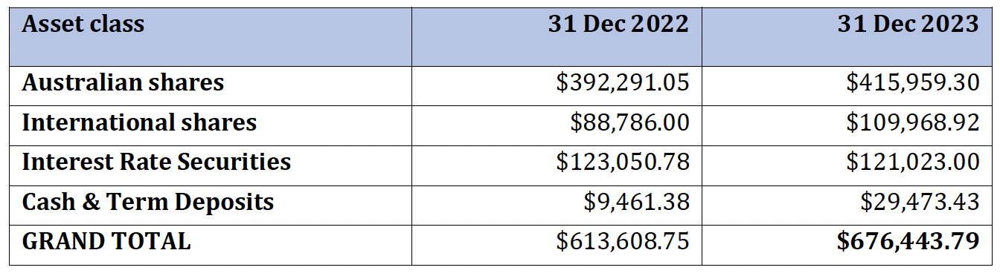 Asset class 31 Dec 2022 31 Dec 2023
Australian shares $392,291.05 $415,959.30
International shares $88,786.00 $109,968.92
Interest Rate Securities $123,050.78 $121,023.00
Cash & Term Deposits $9,461.38 $29,473.43
GRAND TOTAL $613,608.75 $676,443.79